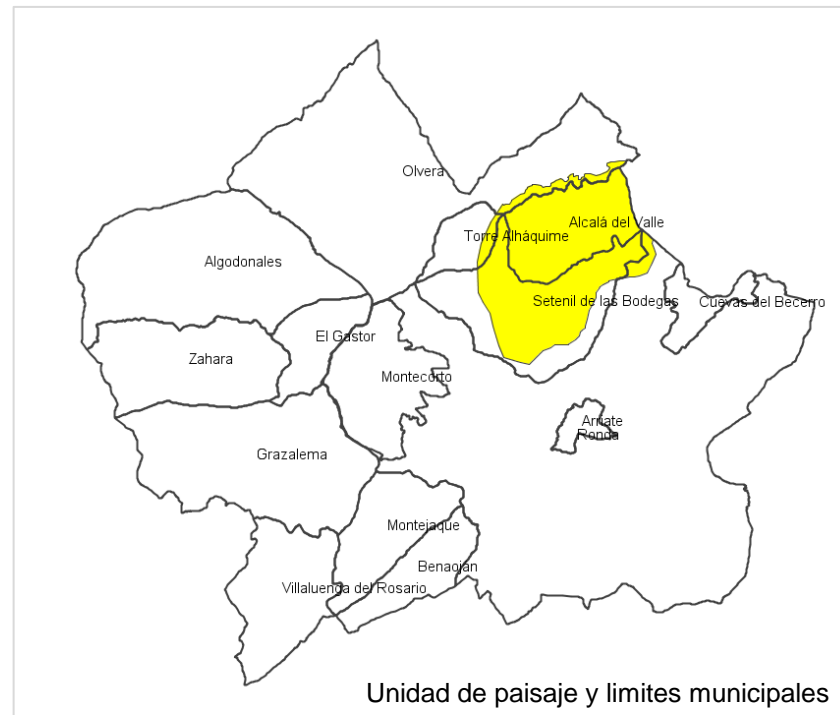 Olvera
Alcalá del Valle
Torre Alháquime
Algodonales
Setenil de las Bodegas
Cuevas del Becerro
El Gastor
Zahara
Montecorto
Arriate
Ronda
Grazalema
Montejaque
Benaoján
Villaluenga del Rosario
Unidad de paisaje y limites municipales